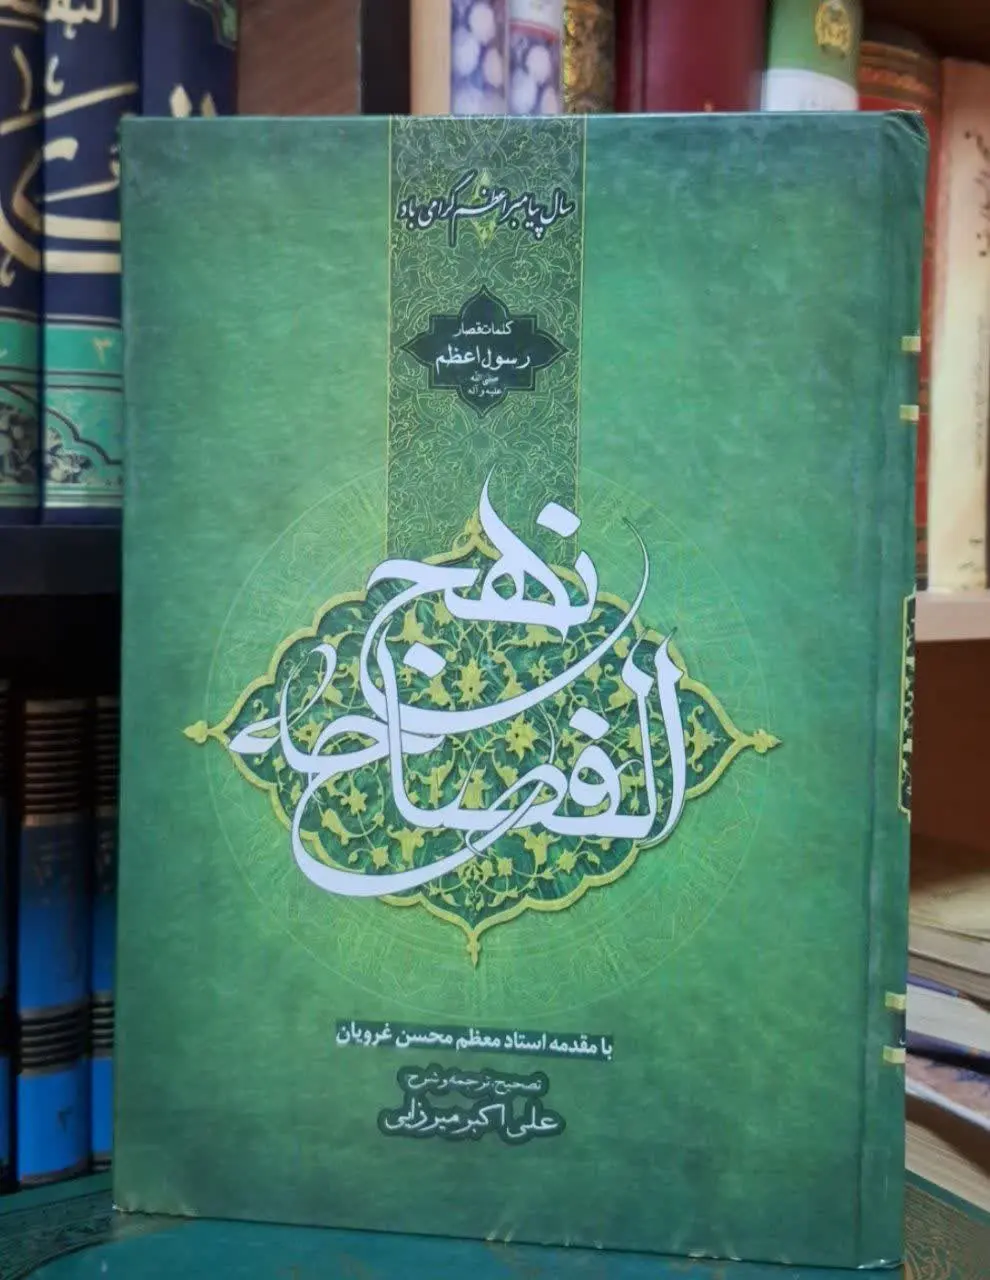 سال پیامبر اعظم گرامی باد
کلمات قصار
رسول اعظم
صلی الله
علیه و آله
نهج
الفصاحه
با مقدمه استاد معظم محسن غرویان
تصحیح، ترجمه و شرح
علی اکبر میرزایی
۳